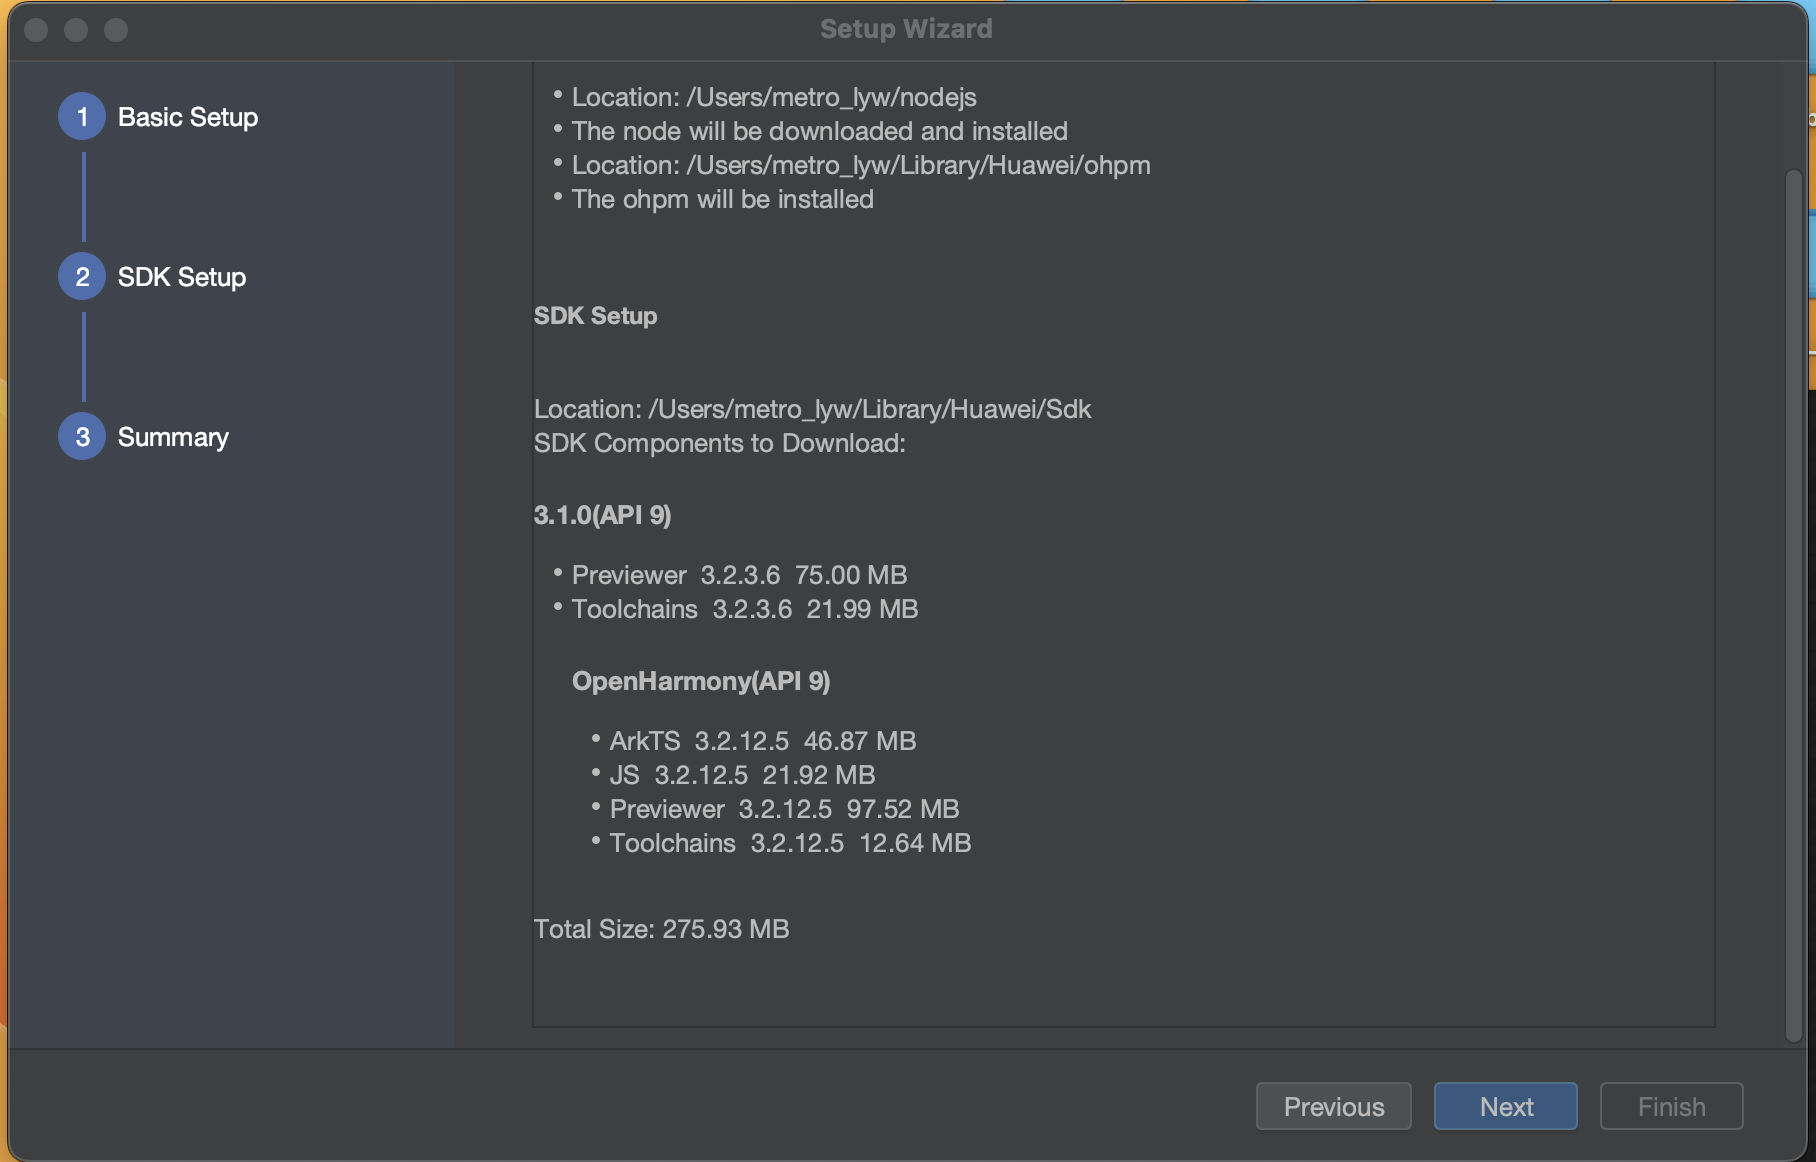 Setup Wizard
1 Basic Setup
2 SDK Setup
3 Summary
• Location: /Users/metro_lyw/nodejs
• The node will be downloaded and installed
• Location: /Users/metro_lyw/Library/Huawei/ohpm
• The ohpm will be installed
SDK Setup
Location: /Users/metro_lyw/Library/Huawei/Sdk
SDK Components to Download:
3.1.0(API 9)
• Previewer 3.2.3.6 75.00 MB
• Toolchains 3.2.3.6 21.99 MB
OpenHarmony(API 9)
• ArkTS 3.2.12.5 46.87 MB
• JS 3.2.12.5 21.92 MB
• Previewer 3.2.12.5 97.52 MB
• Toolchains 3.2.12.5 12.64 MB
Total Size: 275.93 MB
Previous Next Finish